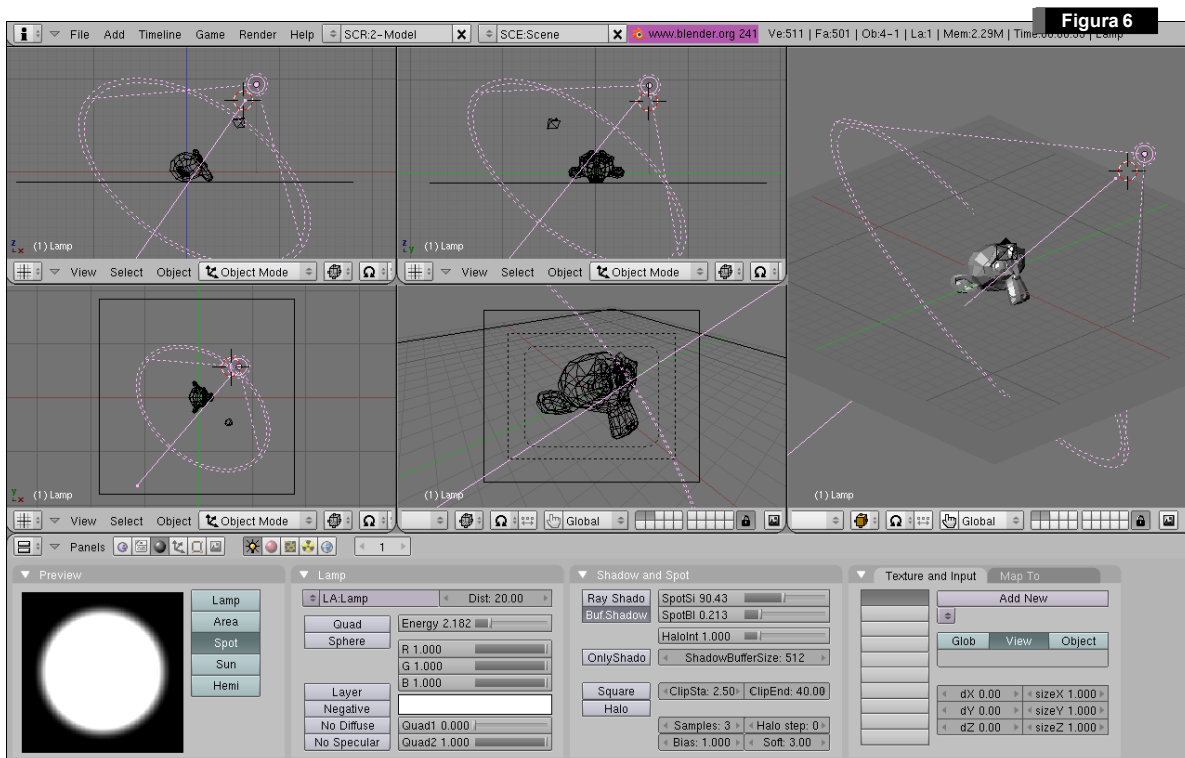 Figura 6
File Add Timeline Game Render Help SCR:2-Model SCE:Scene www.blender.org 241 Ve:511 | Fa:501 | Ob:4-1 | La:1 | Mem:2.29M | Lamp
(1) Lamp
(1) Lamp
View Select Object Object Mode
View Select Object Object Mode
(1) Lamp
(1) Lamp
(1) Lamp
View Select Object Object Mode
Global
Global
Panels 1
Preview
Lamp
Area
Spot
Sun
Hemi
Lamp
LA:Lamp Dist: 20.00
Quad Energy 2.182
Sphere
R 1.000
G 1.000
B 1.000
Layer
Negative
No Diffuse Quad1 0.000
No Specular Quad2 1.000
Shadow and Spot
Ray Shado SpotSi 90.43
Buf.Shadow SpotBl 0.213
HaloInt 1.000
OnlyShado ShadowBufferSize: 512
Square ClipSta: 2.50 ClipEnd: 40.00
Halo
Samples: 3 Halo step: 0
Bias: 1.000 Soft: 3.00
Texture and Input Map To
Add New
Glob View Object
dX 0.00 sizeX 1.000
dY 0.00 sizeY 1.000
dZ 0.00 sizeZ 1.000